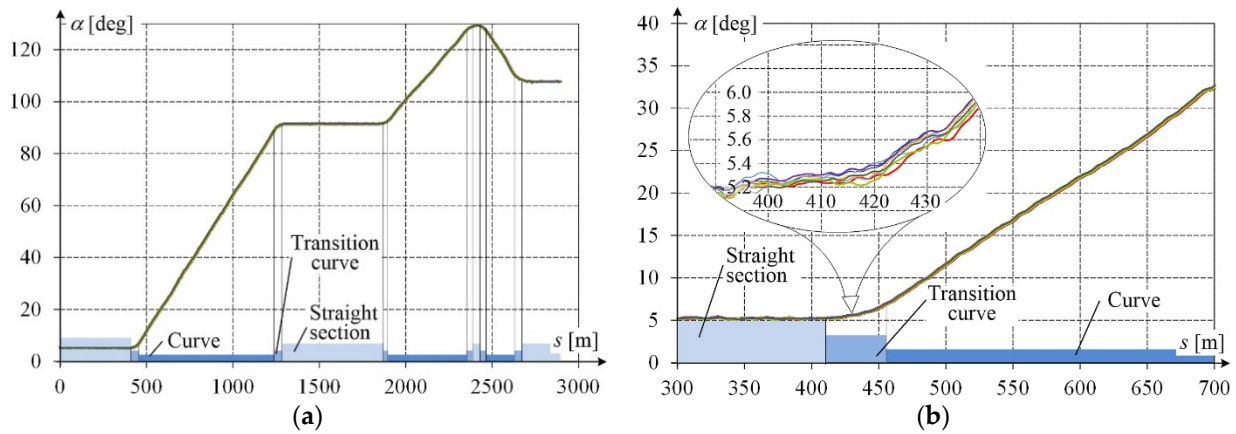 α [deg]
120
100
80
60
40
20
0
Transition
curve
Straight
section
Curve
s [m]
0 500 1000 1500 2000 2500 3000
(a)
α [deg]
40
35
30
25
20
15
10
5
0
6.0
5.6
5.4
5.2
400 410 420 430
Straight
section
Transition
curve
Curve
s [m]
300 350 400 450 500 550 600 650 700
(b)